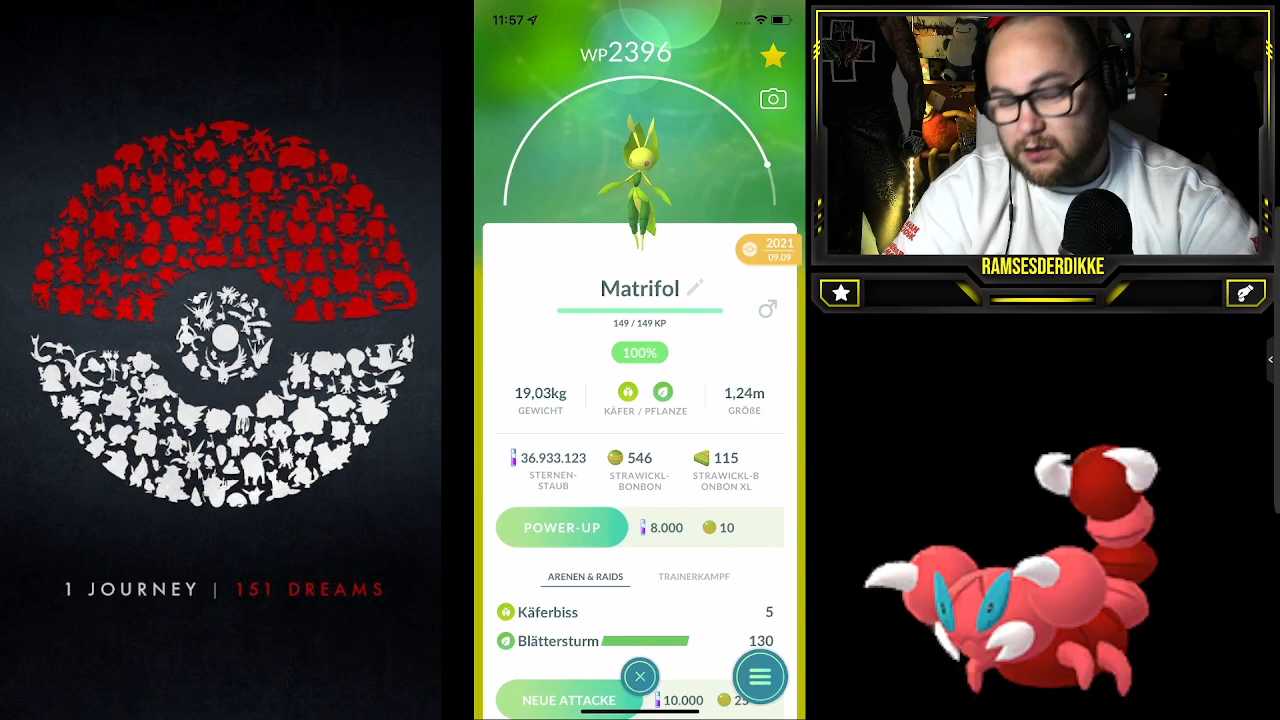 1 JOURNEY | 151 DREAMS
11:57
WP2396
2021
09.09
Matrifol
149 / 149 KP
100%
19,03kg
GEWICHT
KÄFER / PFLANZE
1,24m
GRÖßE
36.933.123
STERNEN-
STAUB
546
STRAWICKL-
BONBON
115
STRAWICKL-B
ONBON XL
POWER-UP
8.000
10
ARENEN & RAIDS
TRAINERKAMPF
Käferbiss 5
Blättersturm 130
NEUE ATTACKE
10.000
RAMSESDERDIKKE